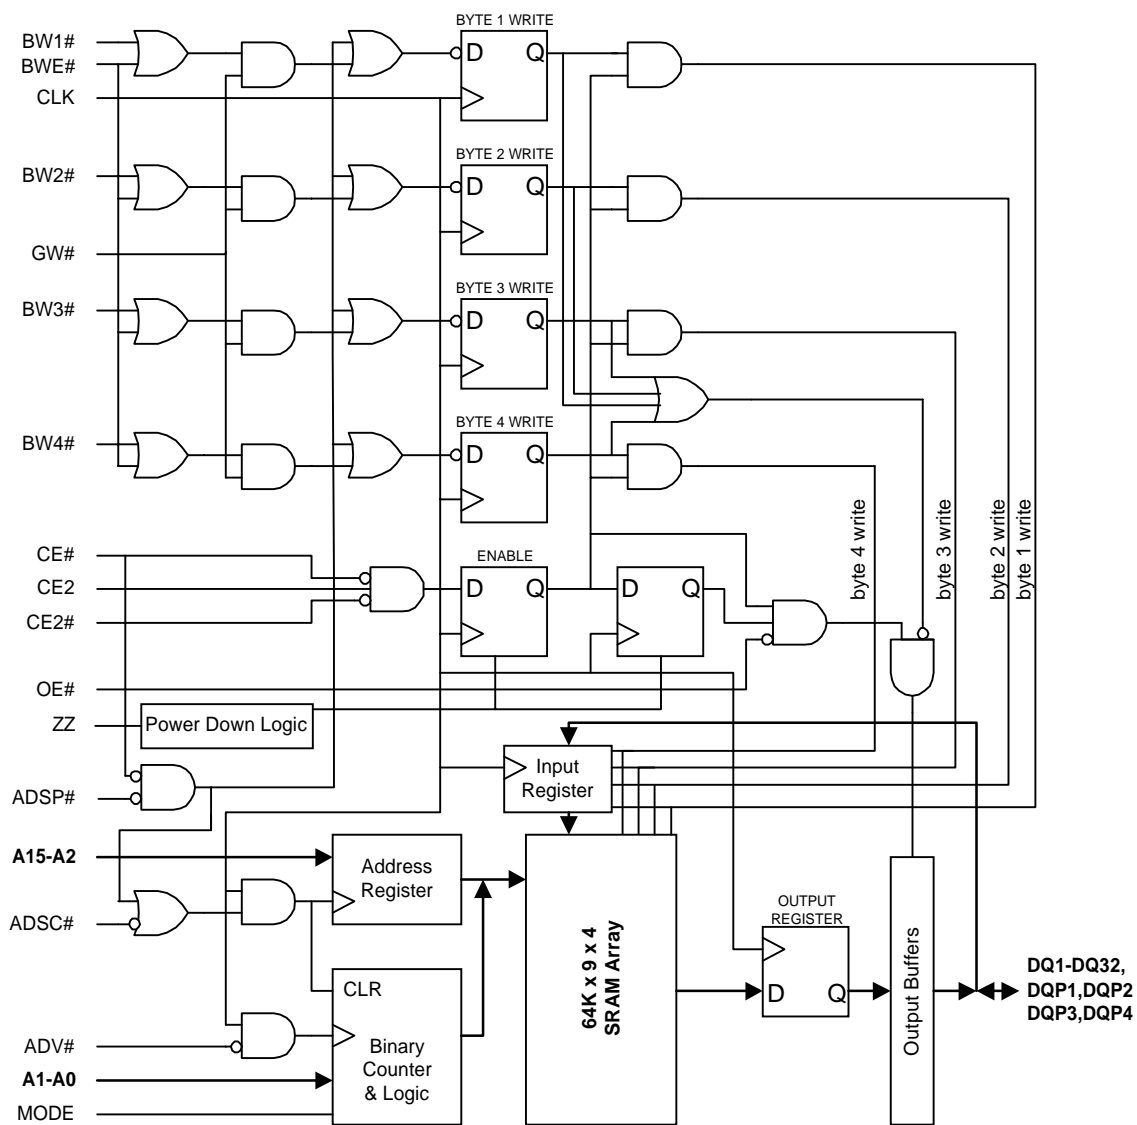 BYTE 1 WRITE
BW1#
D
Q
BWE#
CLK
BYTE 2 WRITE
BW2#
D
Q
GW#
BYTE 3 WRITE
BW3#
D
Q
BYTE 4 WRITE
BW4#
D
Q
byte 4 write
byte 3 write
byte 2 write
byte 1 write
CE#
ENABLE
CE2
D
Q
D
Q
CE2#
OE#
ZZ
Power Down Logic
Input
Register
ADSP#
A15-A2
Address
Register
ADSC#
OUTPUT
REGISTER
64K x 9 x 4
SRAM Array
Output Buffers
CLR
D
Q
DQ1-DQ32,
DQP1,DQP2
DQP3,DQP4
ADV#
Binary
Counter
& Logic
A1-A0
MODE